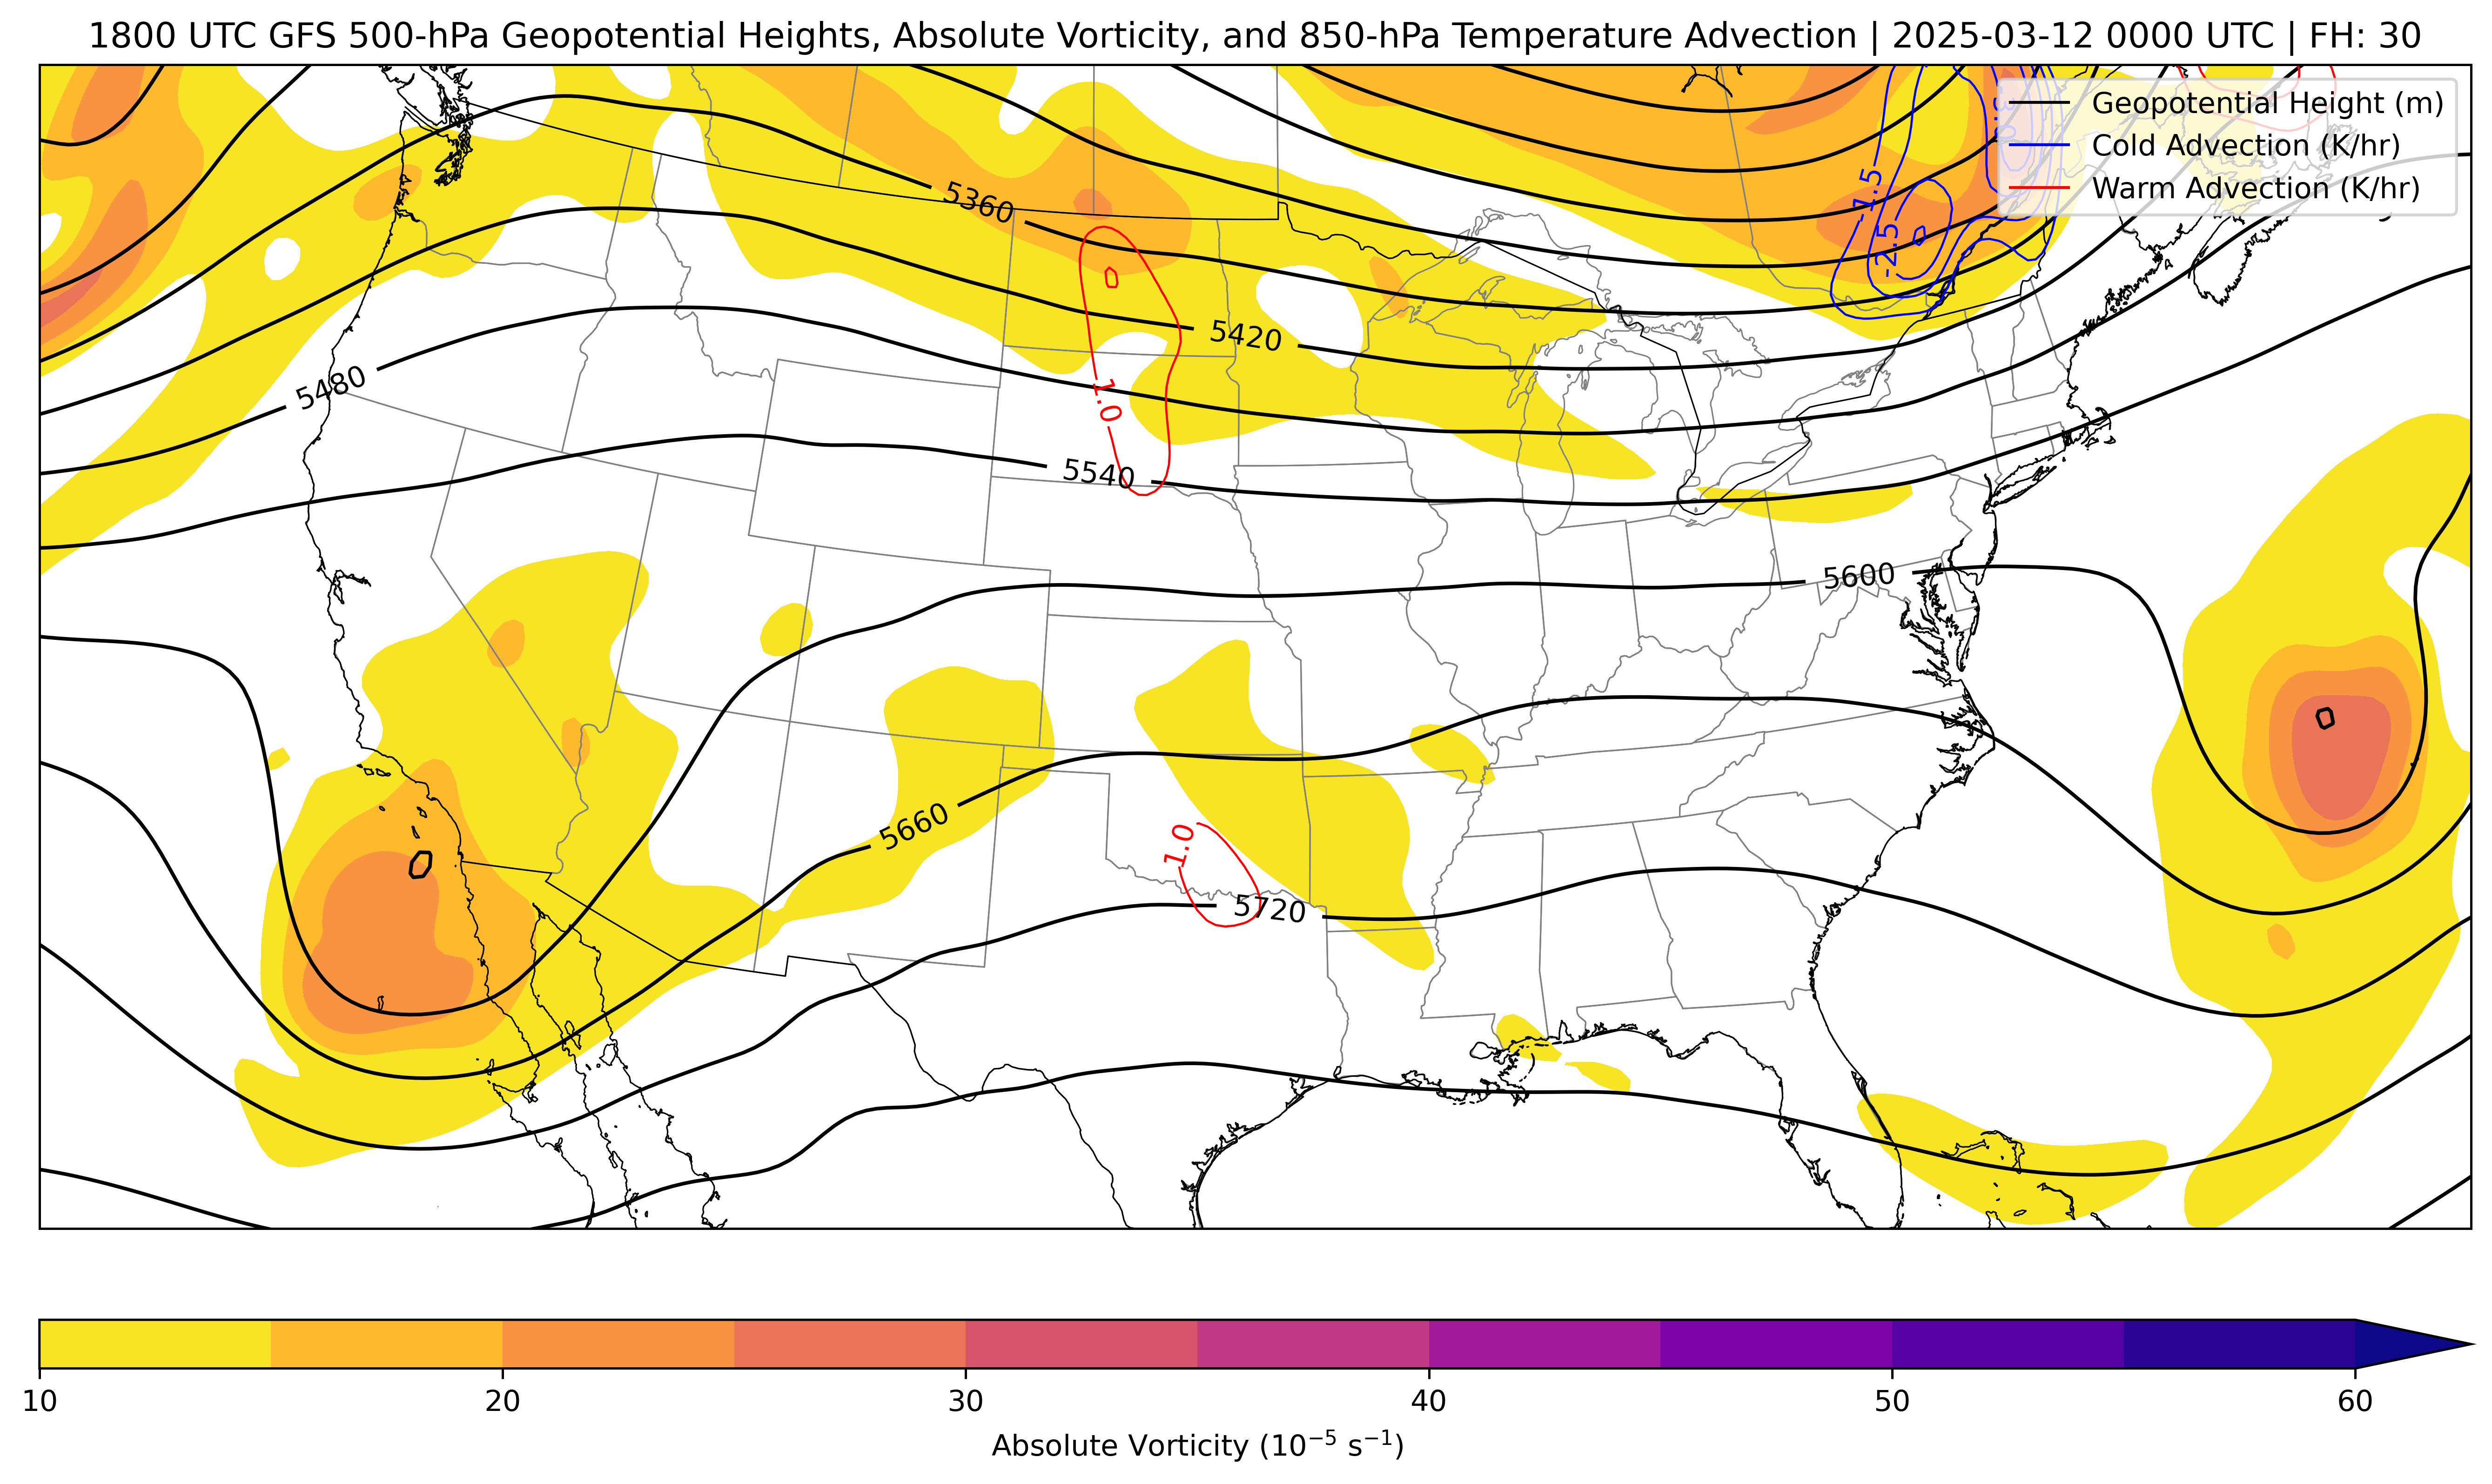 1800 UTC GFS 500-hPa Geopotential Heights, Absolute Vorticity, and 850-hPa Temperature Advection | 2025-03-12 0000 UTC | FH: 30
Geopotential Height (m)
Cold Advection (K/hr)
Warm Advection (K/hr)
-1.5
5360
-2.5
5420
5480
1.0
5540
5600
5660
1.0
5720
10 20 30 40 50 60
Absolute Vorticity (10⁻⁵ s⁻¹)